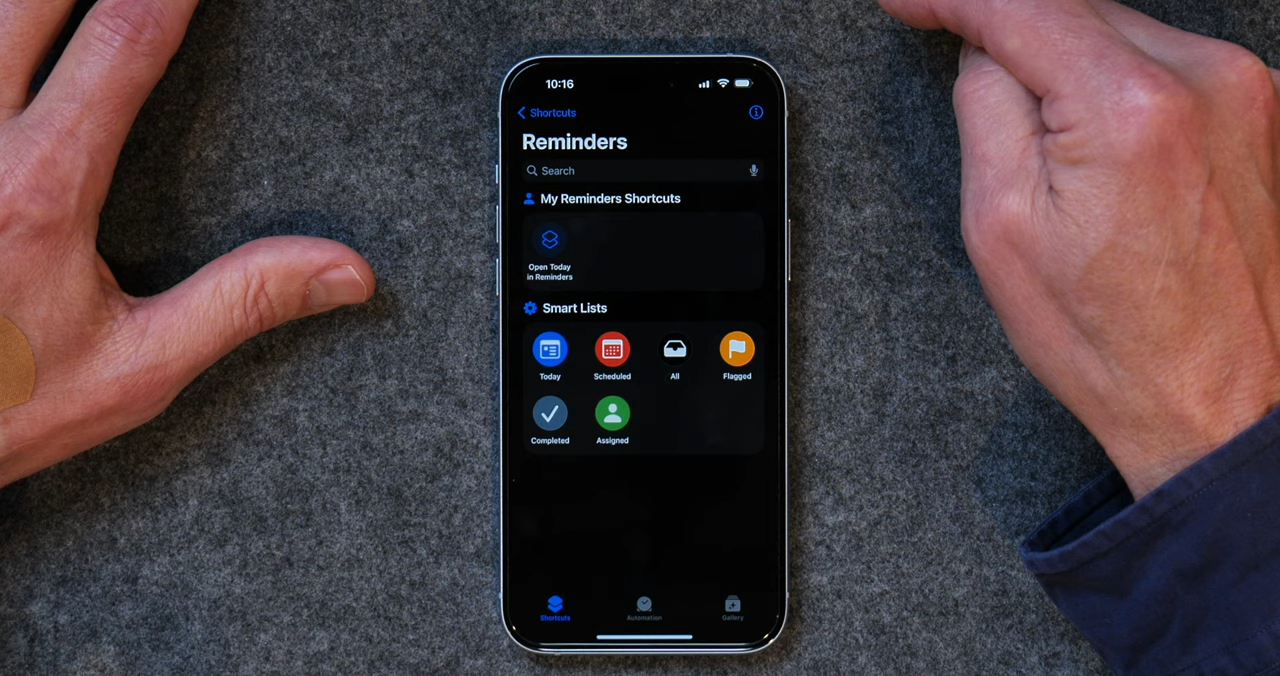 10:16
Shortcuts
Reminders
Search
My Reminders Shortcuts
Open Today
in Reminders
Smart Lists
Today
Scheduled
All
Flagged
Completed
Assigned
Shortcuts
Automation
Gallery